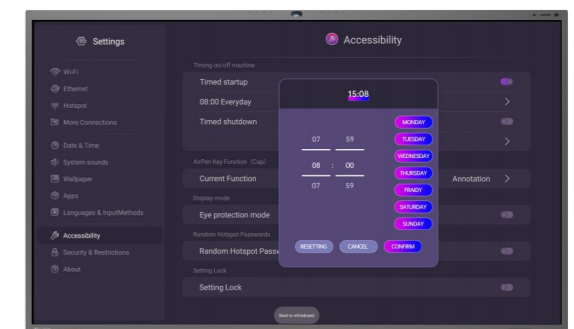 Settings
Accessibility
Wi-Fi
Ethernet
Hotspot
More Connections
Date & Time
System sounds
Wallpaper
Apps
Languages & InputMethods
Accessibility
Security & Restrictions
About
Timing on/off machine
Timed startup
08:00 Everyday
Timed shutdown
AirPen Key Function (Cap)
Current Function
Annotation
Display mode
Eye protection mode
Random Hotspot Passwords
Random Hotspot Passw
Setting Lock
Setting Lock
15:08
07 59
08 : 00
07 59
MONDAY
TUESDAY
WEDNESDAY
THURSDAY
FRAIDY
SATURDAY
SUNDAY
RESETTING
CANCEL
CONFIRM
Back to whiteboard